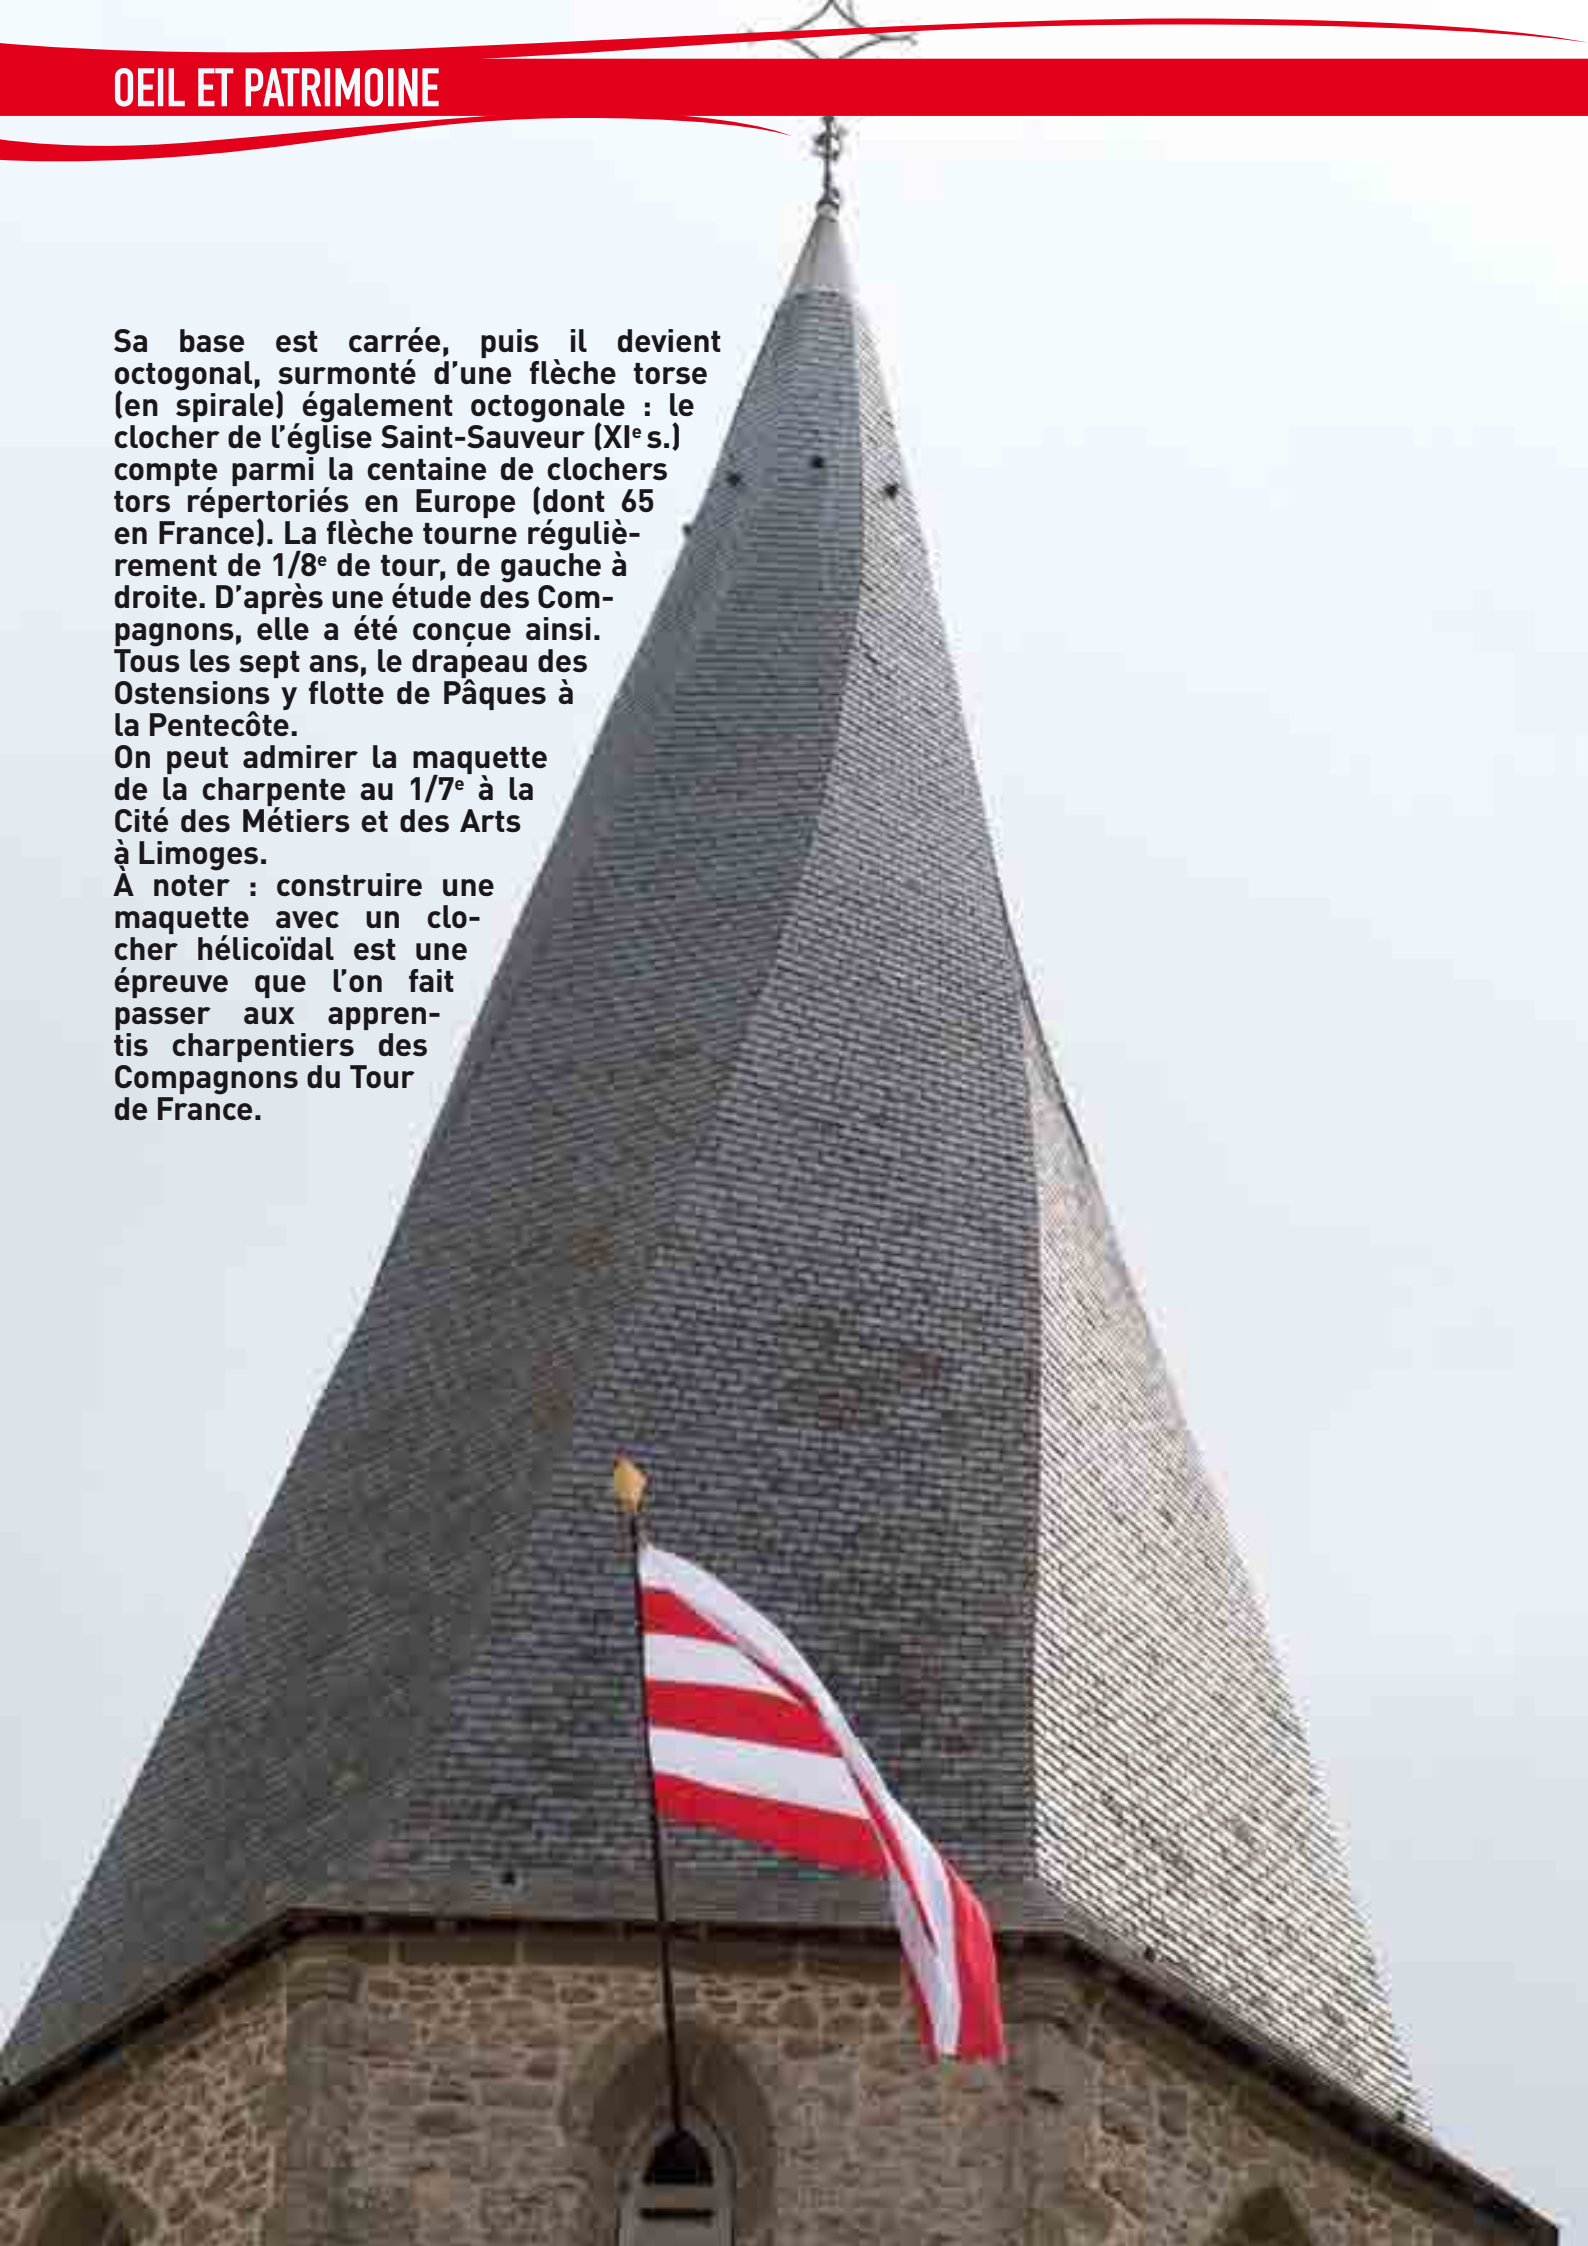 OEIL ET PATRIMOINE
Sa base est carrée, puis il devient
octogonal, surmonté d’une flèche torse
(en spirale) également octogonale : le
clocher de l’église Saint-Sauveur (XIe s.)
compte parmi la centaine de clochers
tors répertoriés en Europe (dont 65
en France). La flèche tourne réguliè-
rement de 1/8e de tour, de gauche à
droite. D’après une étude des Com-
pagnons, elle a été conçue ainsi.
Tous les sept ans, le drapeau des
Ostensions y flotte de Pâques à
la Pentecôte.
On peut admirer la maquette
de la charpente au 1/7e à la
Cité des Métiers et des Arts
à Limoges.
À noter : construire une
maquette avec un clo-
cher hélicoïdal est une
épreuve que l’on fait
passer aux appren-
tis charpentiers des
Compagnons du Tour
de France.